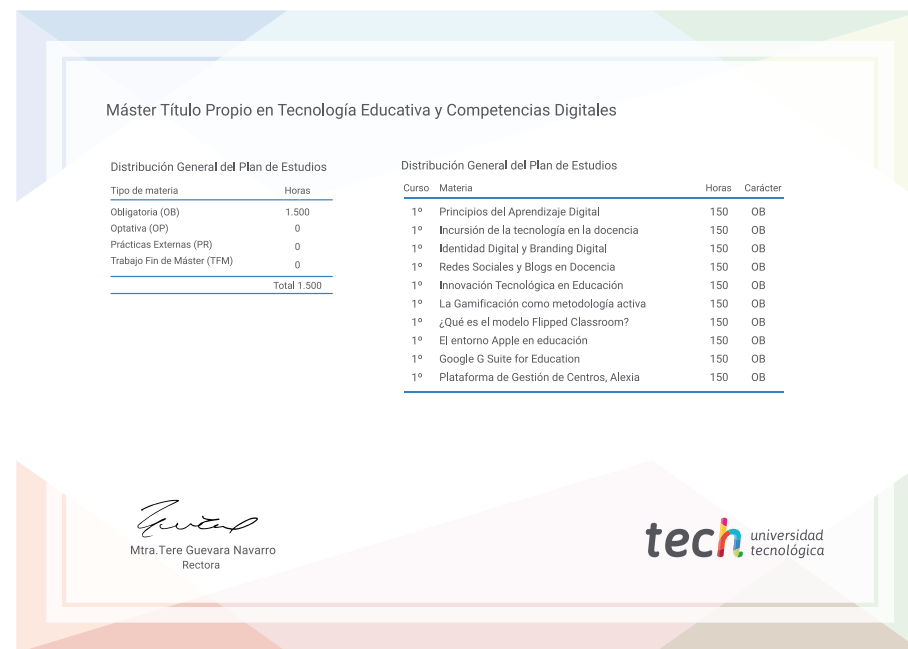 Máster Título Propio en Tecnología Educativa y Competencias Digitales
Distribución General del Plan de Estudios
Tipo de materia Horas
Obligatoria (OB) 1.500
Optativa (OP) 0
Prácticas Externas (PR) 0
Trabajo Fin de Máster (TFM) 0
Total 1.500
Distribución General del Plan de Estudios
Curso Materia Horas Carácter
1º Principios del Aprendizaje Digital 150 OB
1º Incursión de la tecnología en la docencia 150 OB
1º Identidad Digital y Branding Digital 150 OB
1º Redes Sociales y Blogs en Docencia 150 OB
1º Innovación Tecnológica en Educación 150 OB
1º La Gamificación como metodología activa 150 OB
1º ¿Qué es el modelo Flipped Classroom? 150 OB
1º El entorno Apple en educación 150 OB
1º Google G Suite for Education 150 OB
1º Plataforma de Gestión de Centros, Alexia 150 OB
Mtra.Tere Guevara Navarro
Rectora
tech universidad
tecnológica